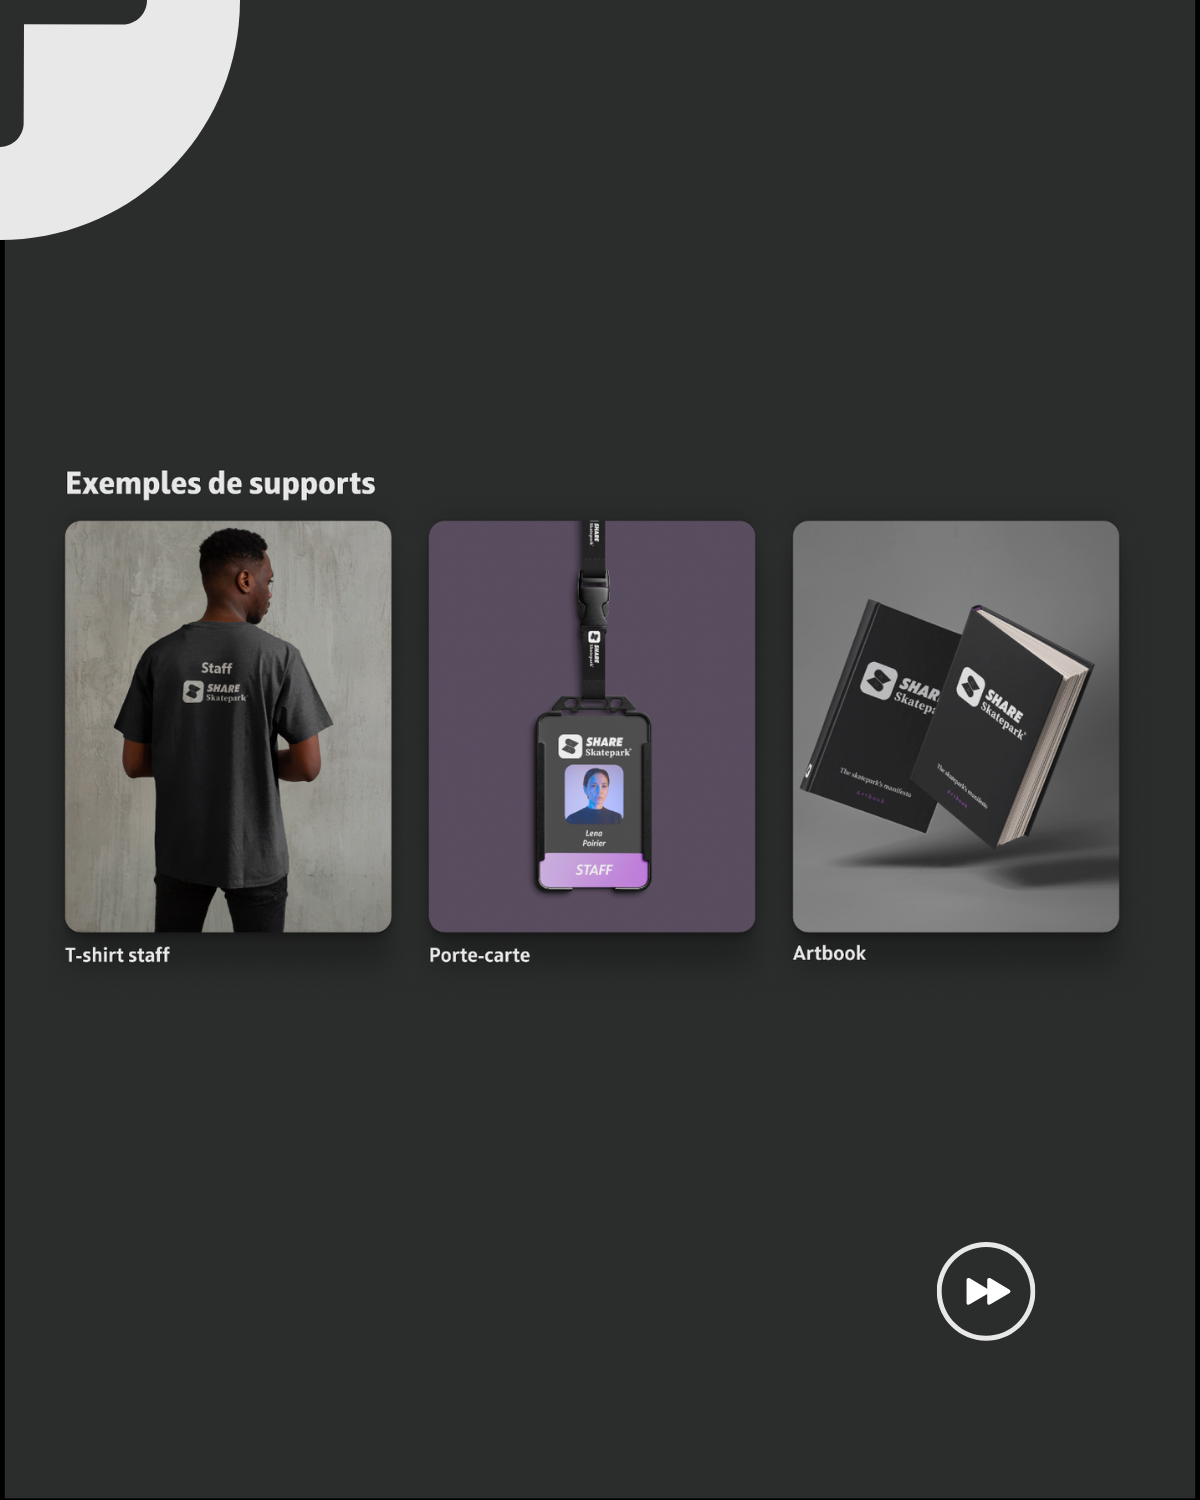 Exemples de supports
Staff
SHARE
Skatepark
SHARE
Skatepark
SHARE
Skatepark
SHARE
Skatepark
Lena
Poirier
STAFF
SHARE
Skatepa
The skatepark's manifesto
Artbook
SHARE
Skatepark
The skatepark's manifesto
Artbook
T-shirt staff
Porte-carte
Artbook